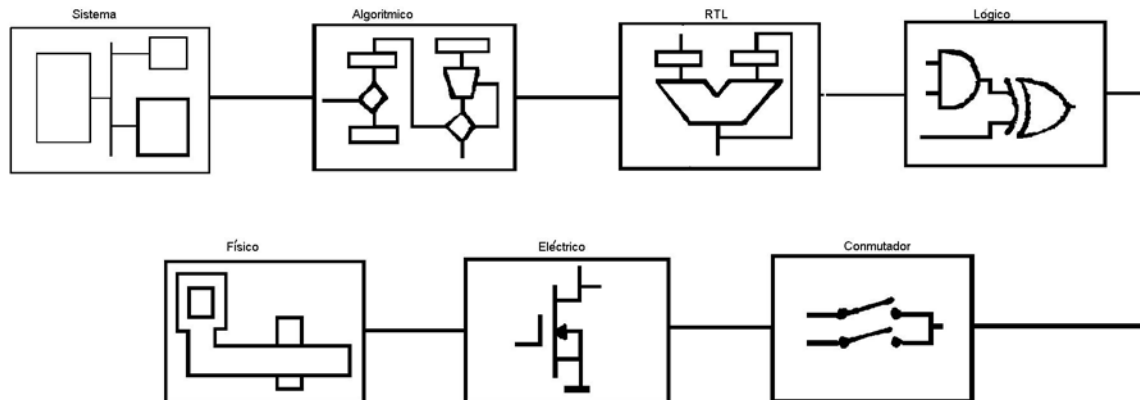 Sistema
Algoritmico
RTL
Lógico
Físico
Eléctrico
Conmutador